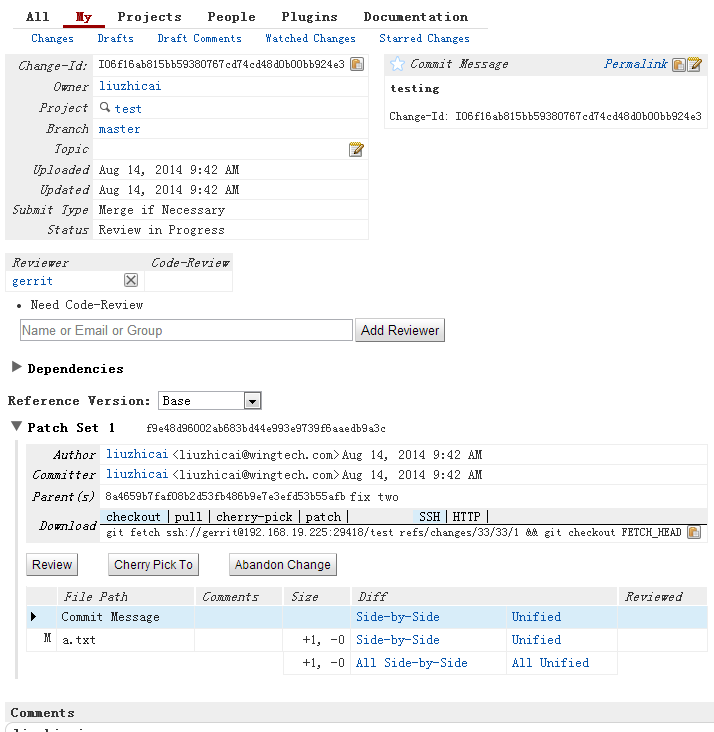 All My Projects People Plugins Documentation
Changes Drafts Draft Comments Watched Changes Starred Changes
Change-Id: I06f16ab815bb59380767cd74cd48d0b00bb924e3
Owner liuzhicai
Project test
Branch master
Topic
Uploaded Aug 14, 2014 9:42 AM
Updated Aug 14, 2014 9:42 AM
Submit Type Merge if Necessary
Status Review in Progress
Commit Message Permalink
testing
Change-Id: I06f16ab815bb59380767cd74cd48d0b00bb924e3
Reviewer Code-Review
gerrit
• Need Code-Review
Name or Email or Group Add Reviewer
Dependencies
Reference Version: Base
Patch Set 1 f9e48d96002ab683bd44e993e9739f6aaedb9a3c
Author liuzhicai <liuzhicai@wingtech.com> Aug 14, 2014 9:42 AM
Committer liuzhicai <liuzhicai@wingtech.com> Aug 14, 2014 9:42 AM
Parent(s) 8a4659b7faf08b2d53fb486b9e7e3efd53b55afb fix two
Download checkout | pull | cherry-pick | patch | SSH | HTTP |
git fetch ssh://gerrit@192.168.19.225:29418/test refs/changes/33/33/1 && git checkout FETCH_HEAD
Review Cherry Pick To Abandon Change
File Path Comments Size Diff Reviewed
Commit Message Side-by-Side Unified
M a.txt +1, -0 Side-by-Side Unified
+1, -0 All Side-by-Side All Unified
Comments